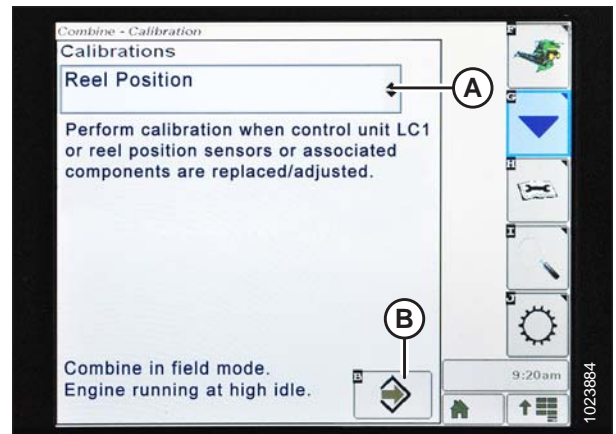 Combine - Calibration
Calibrations
Reel Position
A
Perform calibration when control unit LC1
or reel position sensors or associated
components are replaced/adjusted.
B
Combine in field mode.
Engine running at high idle.
B
F
G
H
I
J
9:20am
1023884